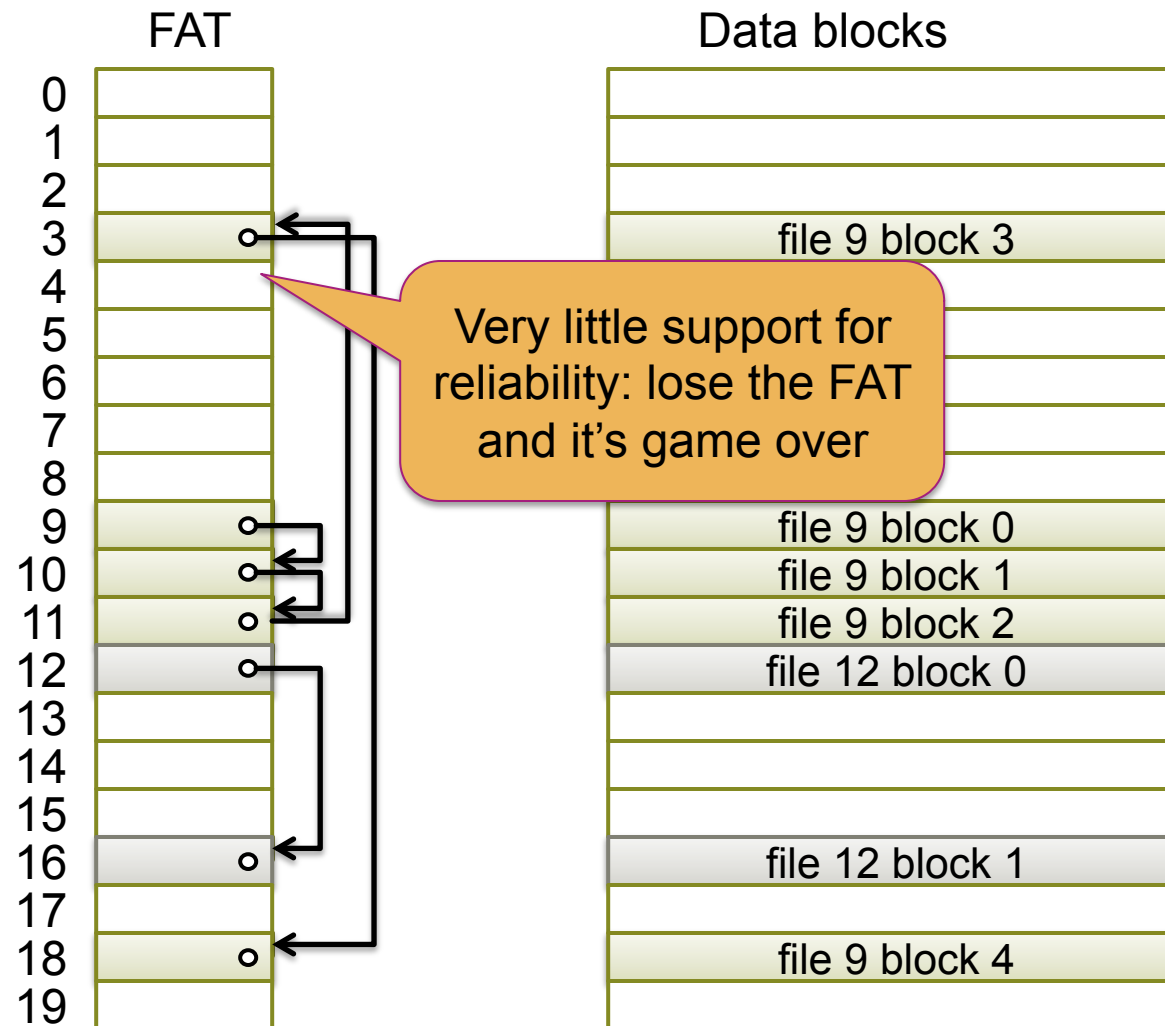 FAT Data blocks
0
1
2
3 file 9 block 3
4
5
6
7
8
Very little support for
reliability: lose the FAT
and it’s game over
9 file 9 block 0
10 file 9 block 1
11 file 9 block 2
12 file 12 block 0
13
14
15
16 file 12 block 1
17
18 file 9 block 4
19